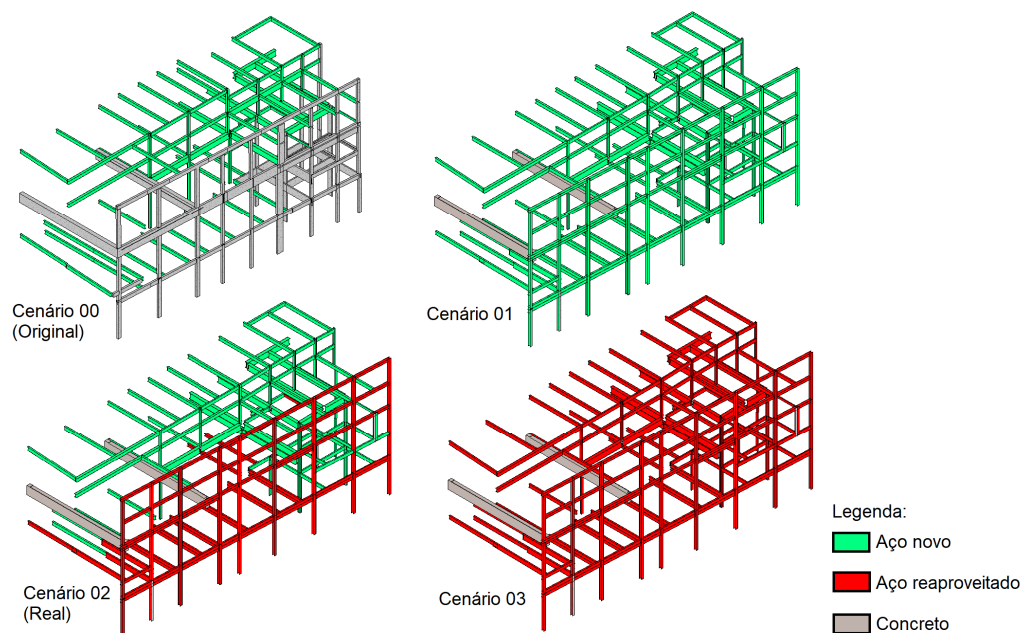 Cenário 00
(Original)
Cenário 01
Cenário 02
(Real)
Cenário 03
Legenda:
Aço novo
Aço reaproveitado
Concreto